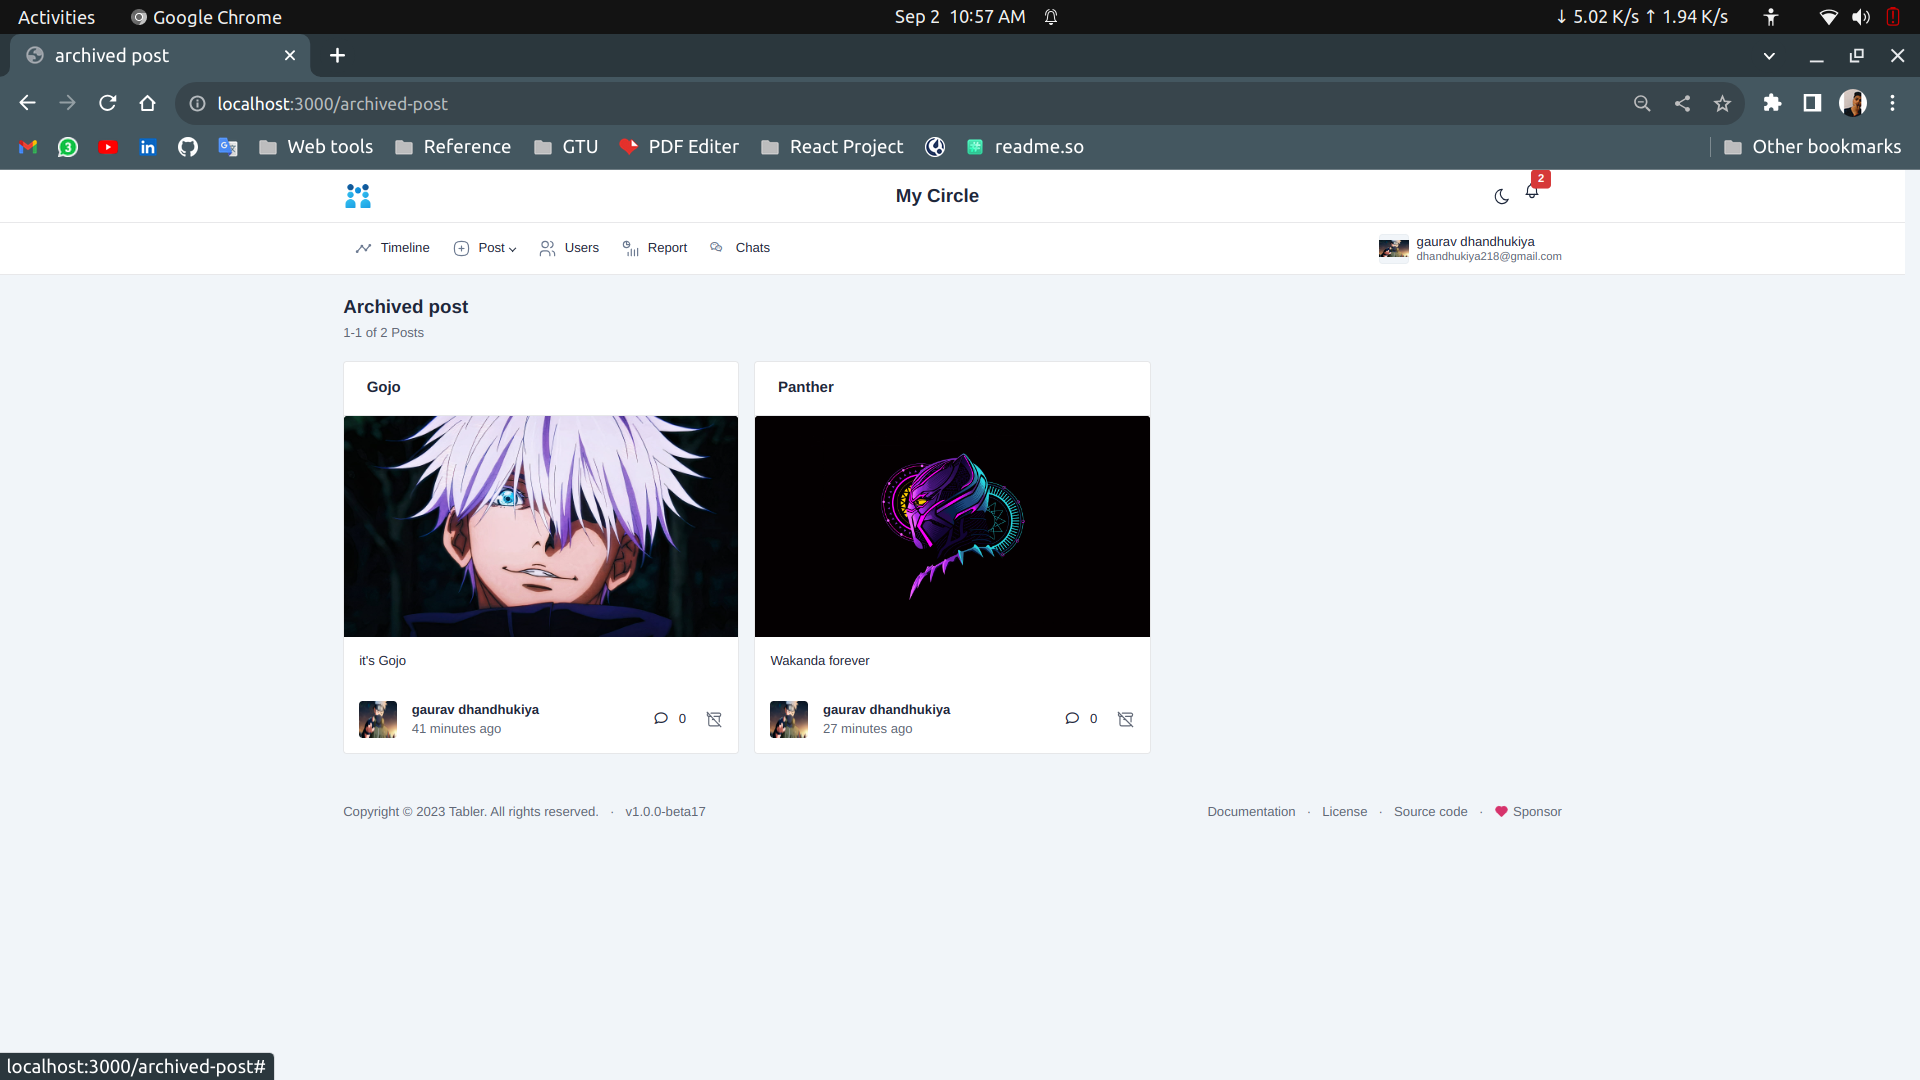 Activities Google Chrome Sep 2 10:57 AM ↓ 5.02 K/s ↑ 1.94 K/s
archived post
localhost:3000/archived-post
3 in Web tools Reference GTU PDF Editer React Project readme.so Other bookmarks
My Circle 2
Timeline Post Users Report Chats gaurav dhandhukiya
dhandhukiya218@gmail.com
Archived post
1-1 of 2 Posts
Gojo
it's Gojo
gaurav dhandhukiya
41 minutes ago
0
Panther
Wakanda forever
gaurav dhandhukiya
27 minutes ago
0
Copyright © 2023 Tabler. All rights reserved. · v1.0.0-beta17 Documentation · License · Source code · Sponsor
localhost:3000/archived-post#